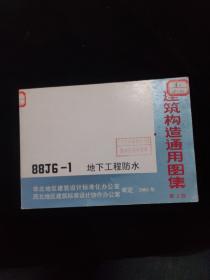 建筑构造通用图集
88J6-1 地下工程防水
华北地区建筑设计标准化办公室
西北地区建筑标准设计协作办公室
审定